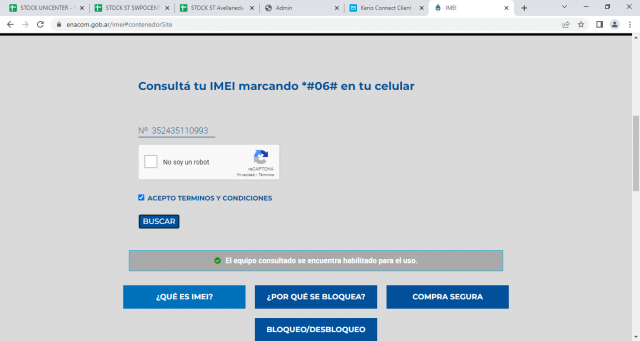 STOCK UNICENTER -
STOCK ST SWPOCENT
STOCK ST Avellaneda
Admin
Kerio Connect Client
IMEI
enacom.gob.ar/imei#contenedorSite
Consultá tu IMEI marcando *#06# en tu celular
Nº 352435110993
No soy un robot
reCAPTCHA
Privacidad - Términos
ACEPTO TERMINOS Y CONDICIONES
BUSCAR
El equipo consultado se encuentra habilitado para el uso.
¿QUÉ ES IMEI?
¿POR QUÉ SE BLOQUEA?
COMPRA SEGURA
BLOQUEO/DESBLOQUEO